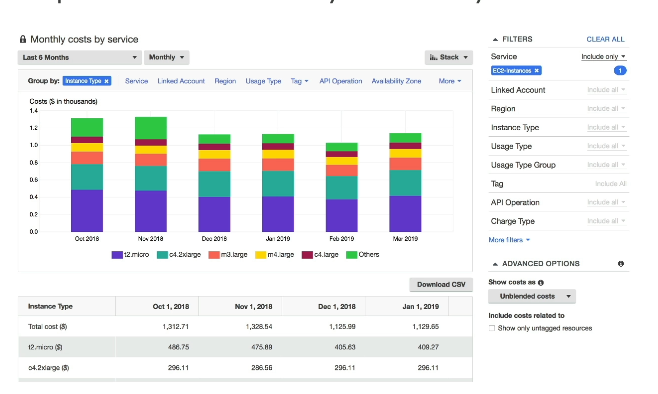 Monthly costs by service
Last 6 Months Monthly Stack
Group by: Instance Type × Service Linked Account Region Usage Type Tag API Operation Availability Zone More
Costs ($ in thousands)
1.4
1.2
1.0
0.8
0.6
0.4
0.2
0.0
Oct 2018 Nov 2018 Dec 2018 Jan 2019 Feb 2019 Mar 2019
t2.micro c4.2xlarge m3.large m4.large c4.large Others
Download CSV
Instance Type Oct 1, 2018 Nov 1, 2018 Dec 1, 2018 Jan 1, 2019
Total cost ($) 1,312.71 1,328.54 1,125.99 1,129.65
t2.micro ($) 486.75 475.89 405.63 409.27
c4.2xlarge ($) 296.11 286.56 296.11 296.11
FILTERS CLEAR ALL
Service Include only
EC2-Instances × 1
Linked Account Include all
Region Include all
Instance Type Include all
Usage Type Include all
Usage Type Group Include all
Tag Include All
API Operation Include all
Charge Type Include all
More filters
ADVANCED OPTIONS
Show costs as
Unblended costs
Include costs related to
Show only untagged resources